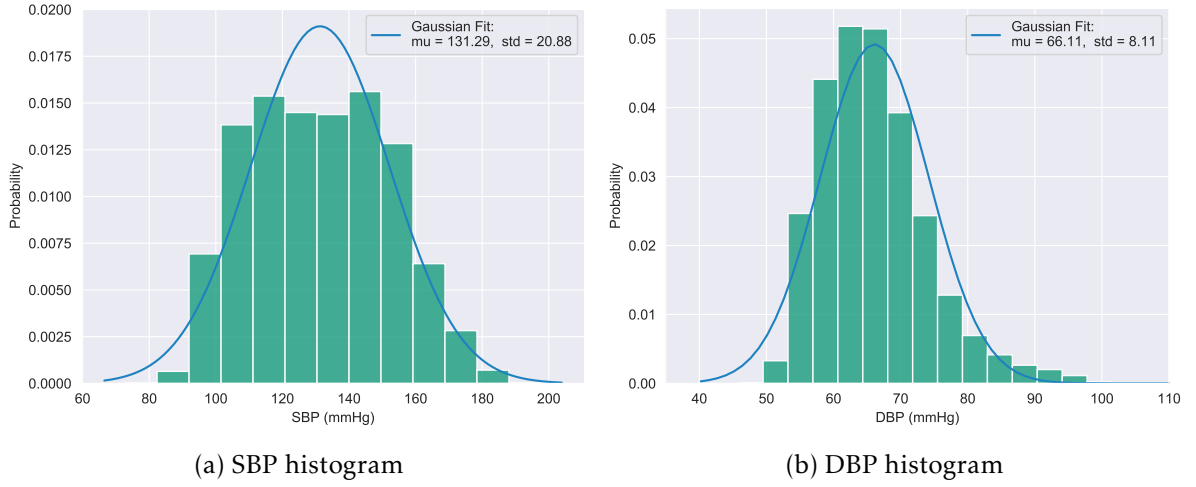 Gaussian Fit:
mu = 131.29,  std = 20.88
0.0200
0.0175
0.0150
0.0125
0.0100
0.0075
0.0050
0.0025
0.0000
Probability
60 80 100 120 140 160 180 200
SBP (mmHg)
(a) SBP histogram
Gaussian Fit:
mu = 66.11,  std = 8.11
0.05
0.04
0.03
0.02
0.01
0.00
Probability
40 50 60 70 80 90 100 110
DBP (mmHg)
(b) DBP histogram